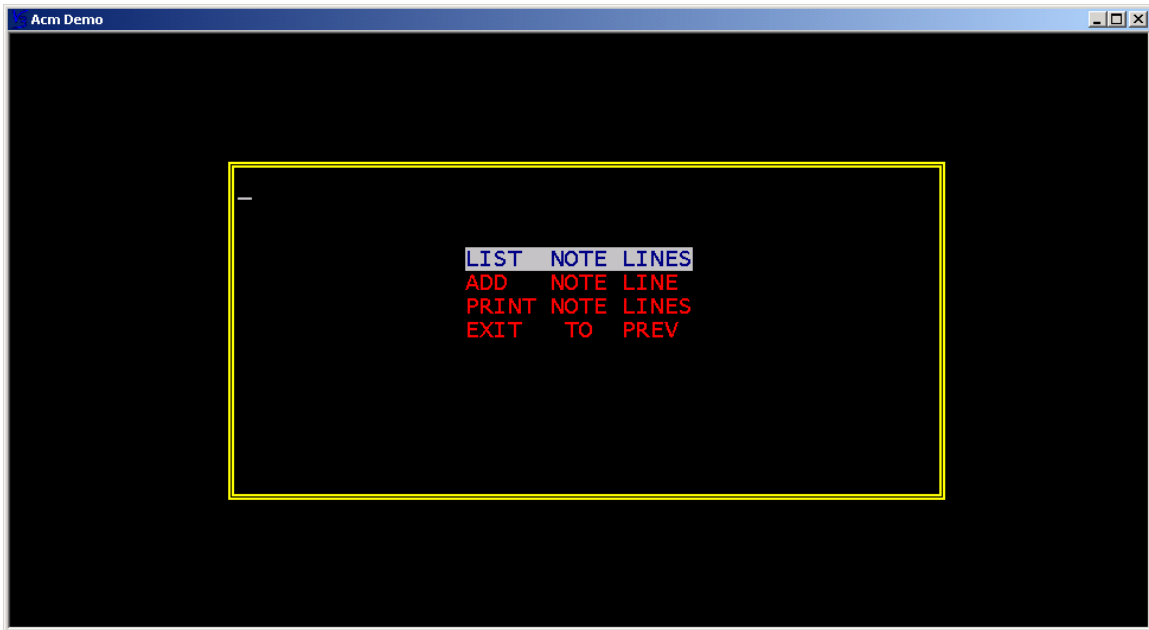 Acm Demo
LIST NOTE LINES
ADD NOTE LINE
PRINT NOTE LINES
EXIT TO PREV